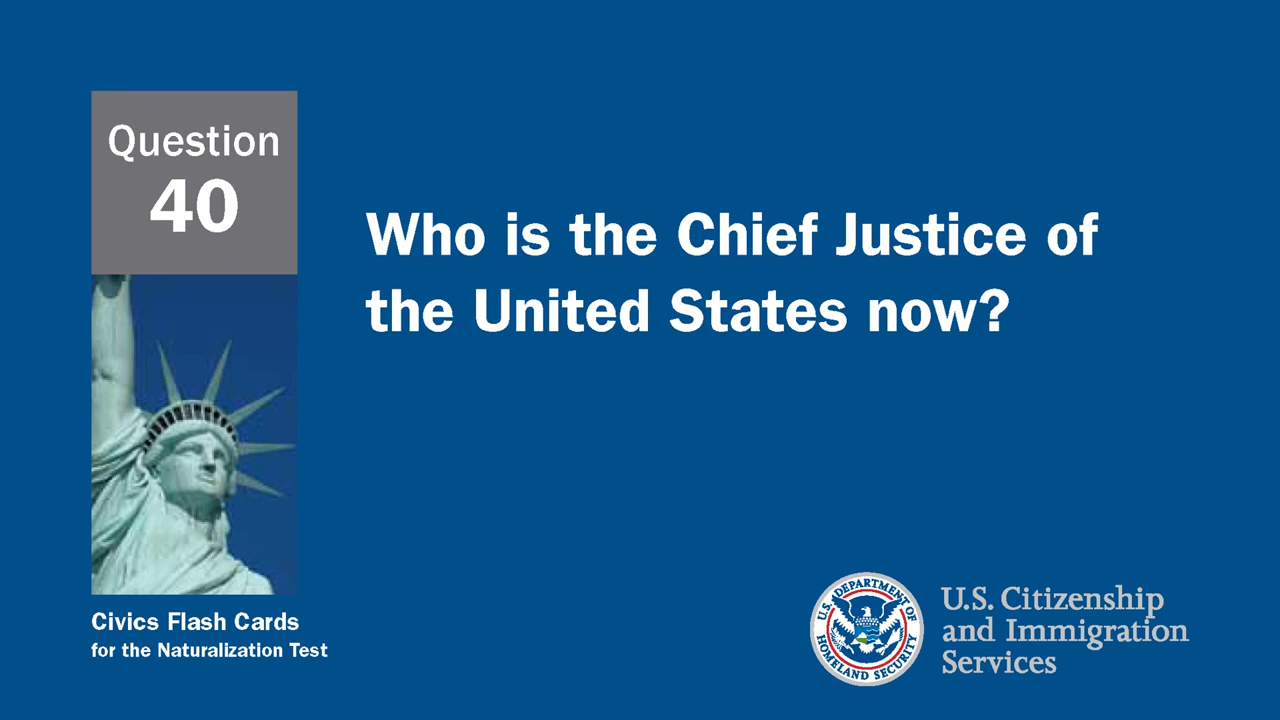 Question
40
Who is the Chief Justice of
the United States now?
Civics Flash Cards
for the Naturalization Test
U.S. DEPARTMENT OF
HOMELAND SECURITY
U.S. Citizenship
and Immigration
Services